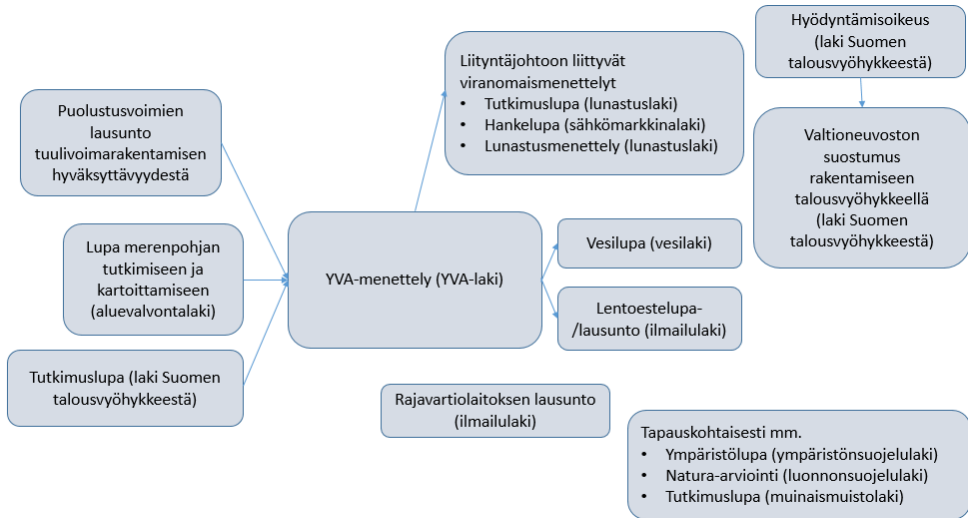 Puolustusvoimien
lausunto
tuulivoimarakentamisen
hyväksyttävyydestä
Lupa merenpohjan
tutkimiseen ja
kartoittamiseen
(aluevalvontalaki)
Tutkimuslupa (laki Suomen
talousvyöhykkeestä)
YVA-menettely (YVA-laki)
Liityntäjohtoon liittyvät
viranomaismenettelyt
• Tutkimuslupa (lunastuslaki)
• Hankelupa (sähkömarkkinalaki)
• Lunastusmenettely (lunastuslaki)
Vesilupa (vesilaki)
Lentoestelupa-
/lausunto (ilmailulaki)
Rajavartiolaitoksen lausunto
(ilmailulaki)
Hyödyntämisoikeus
(laki Suomen
talousvyöhykkeestä)
Valtioneuvoston
suostumus
rakentamiseen
talousvyöhykkeellä
(laki Suomen
talousvyöhykkeestä)
Tapauskohtaisesti mm.
• Ympäristölupa (ympäristönsuojelulaki)
• Natura-arviointi (luonnonsuojelulaki)
• Tutkimuslupa (muinaismuistolaki)